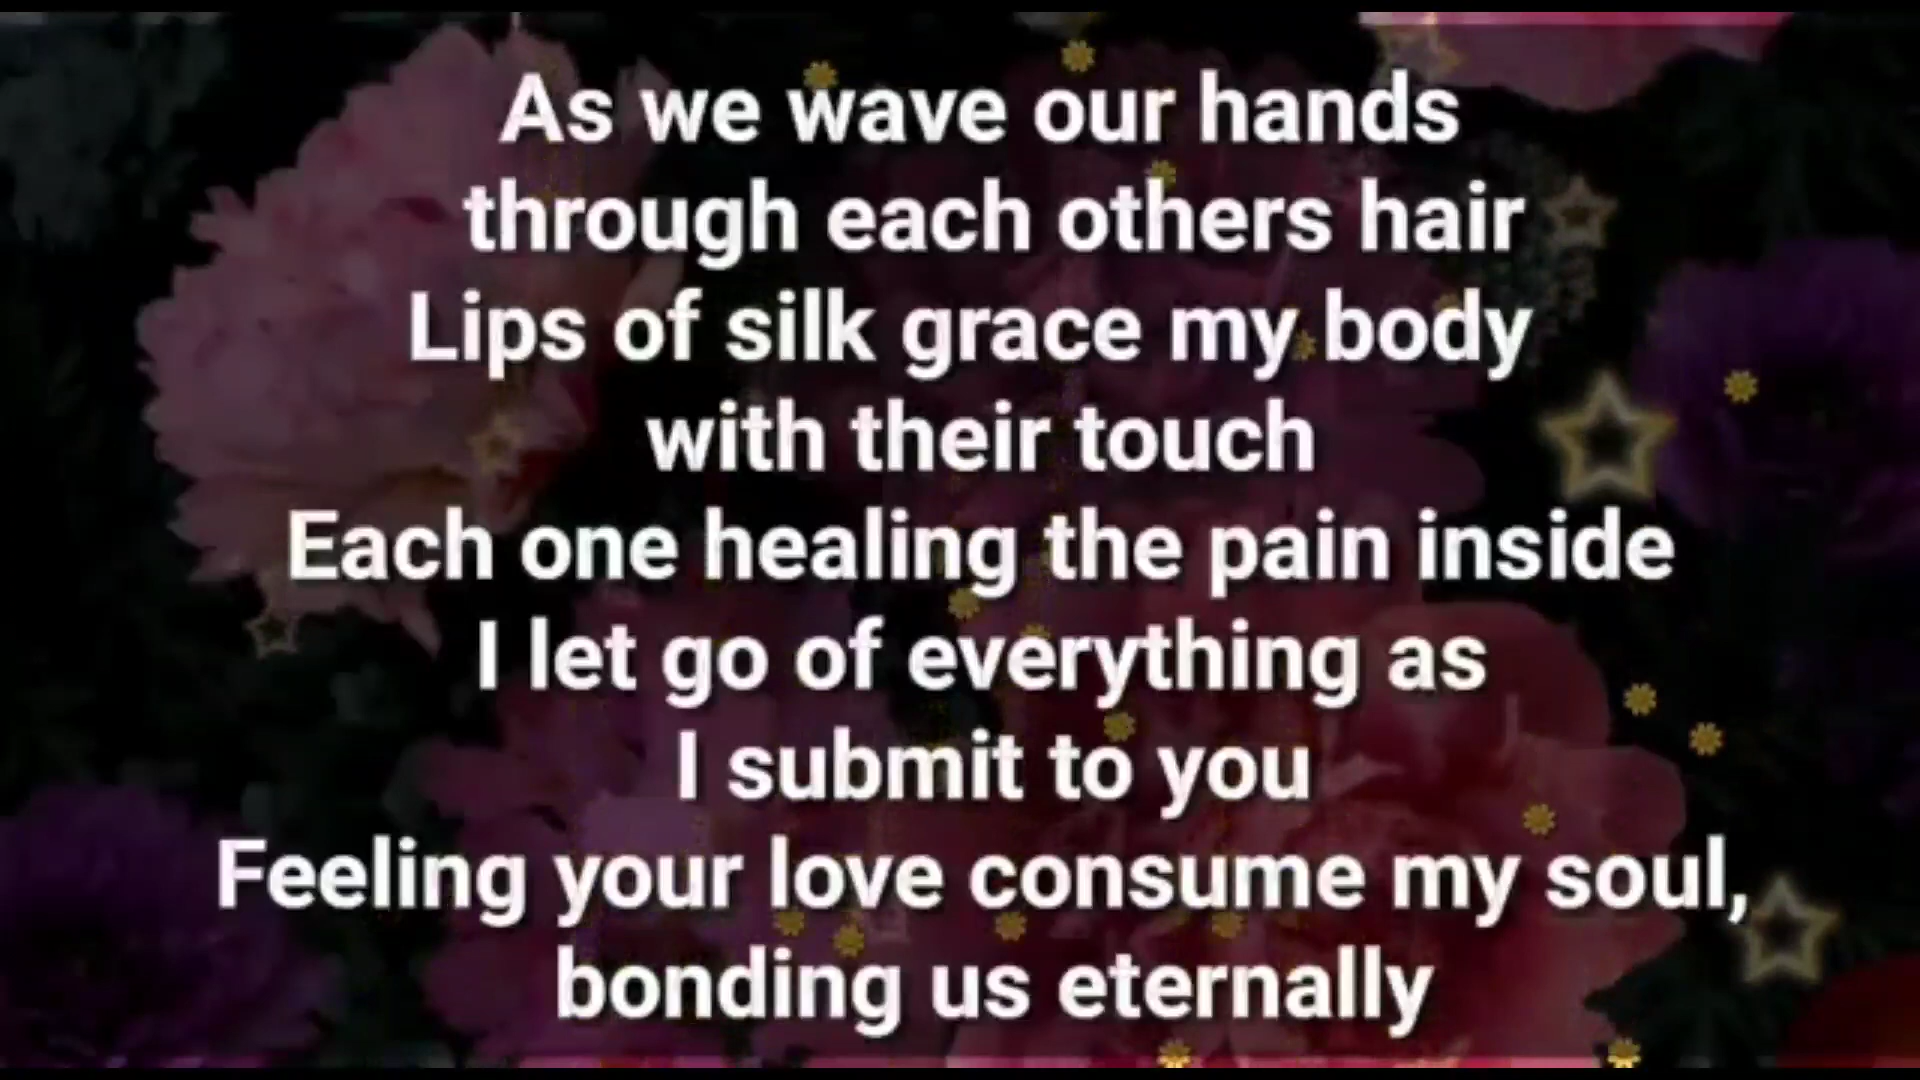 As we wave our hands
through each others hair
Lips of silk grace my body
with their touch
Each one healing the pain inside
I let go of everything as
I submit to you
Feeling your love consume my soul,
bonding us eternally